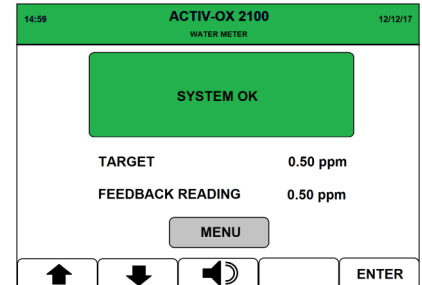 14:59 ACTIV-OX 2100 12/12/17
WATER METER
SYSTEM OK
TARGET 0.50 ppm
FEEDBACK READING 0.50 ppm
MENU
ENTER